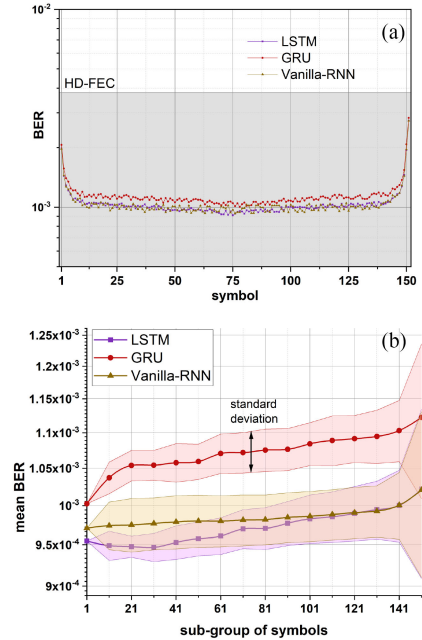 10⁻²
(a)
LSTM
GRU
Vanilla-RNN
HD-FEC
BER
10⁻³
1 25 50 75 100 125 150
symbol
(b)
1.25x10⁻³
LSTM
1.20x10⁻³
GRU
Vanilla-RNN
1.15x10⁻³
standard
deviation
1.10x10⁻³
mean BER
1.05x10⁻³
10⁻³
9.5x10⁻⁴
9x10⁻⁴
1 21 41 61 81 101 121 141
sub-group of symbols